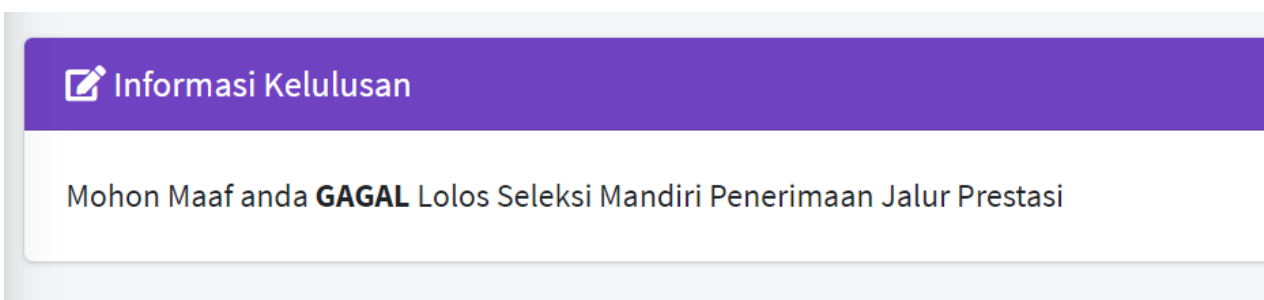 Informasi Kelulusan
Mohon Maaf anda GAGAL Lolos Seleksi Mandiri Penerimaan Jalur Prestasi